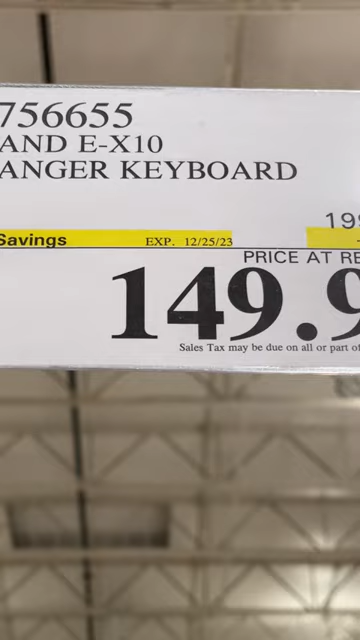 756655
AND E-X10
ANGER KEYBOARD
199
Savings EXP. 12/25/23
PRICE AT RE
149.9
Sales Tax may be due on all or part of